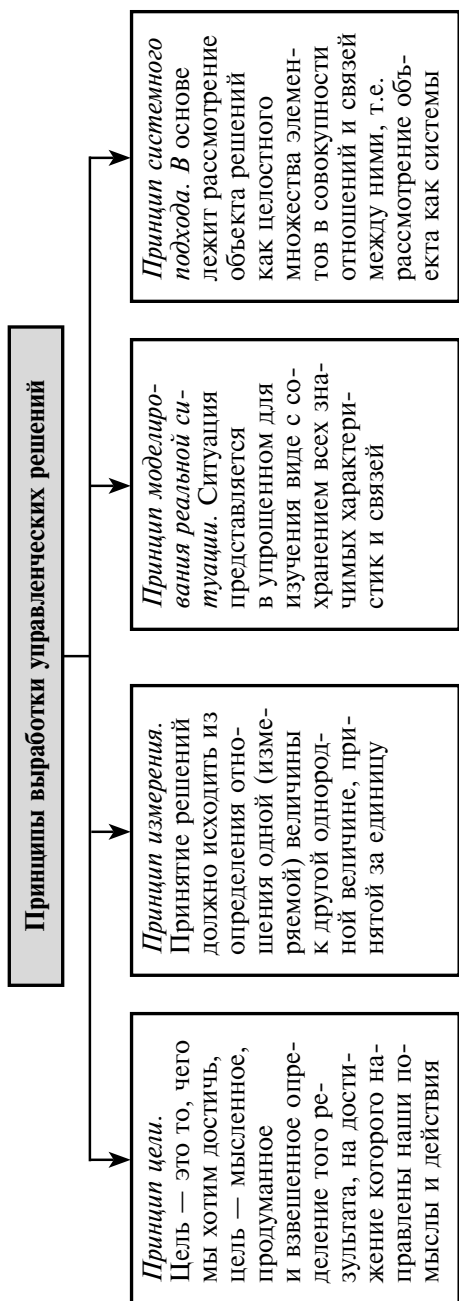 Принципы выработки управленческих решений
Принцип цели.
Цель — это то, чего
мы хотим достичь,
цель — мысленное,
продуманное
и взвешенное опре-
деление того ре-
зультата, на дости-
жение которого на-
правлены наши по-
мыслы и действия
Принцип измерения.
Принятие решений
должно исходить из
определения отно-
шения одной (изме-
ряемой) величины
к другой однород-
ной величине, при-
нятой за единицу
Принцип моделиро-
вания реальной си-
туации. Ситуация
представляется
в упрощенном для
изучения виде с со-
хранением всех зна-
чимых характери-
стик и связей
Принцип системного
подхода. В основе
лежит рассмотрение
объекта решений
как целостного
множества элемен-
тов в совокупности
отношений и связей
между ними, т.е.
рассмотрение объ-
екта как системы